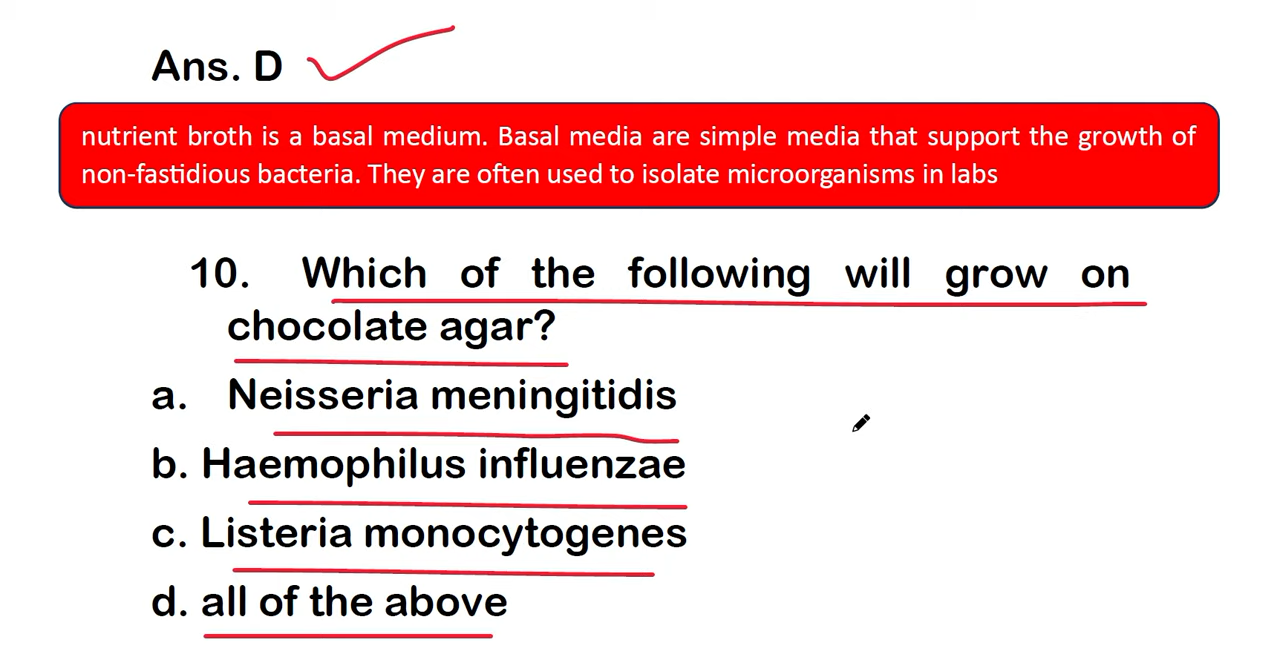 Ans. D
nutrient broth is a basal medium. Basal media are simple media that support the growth of
non-fastidious bacteria. They are often used to isolate microorganisms in labs
10. Which of the following will grow on
chocolate agar?
a. Neisseria meningitidis
b. Haemophilus influenzae
c. Listeria monocytogenes
d. all of the above